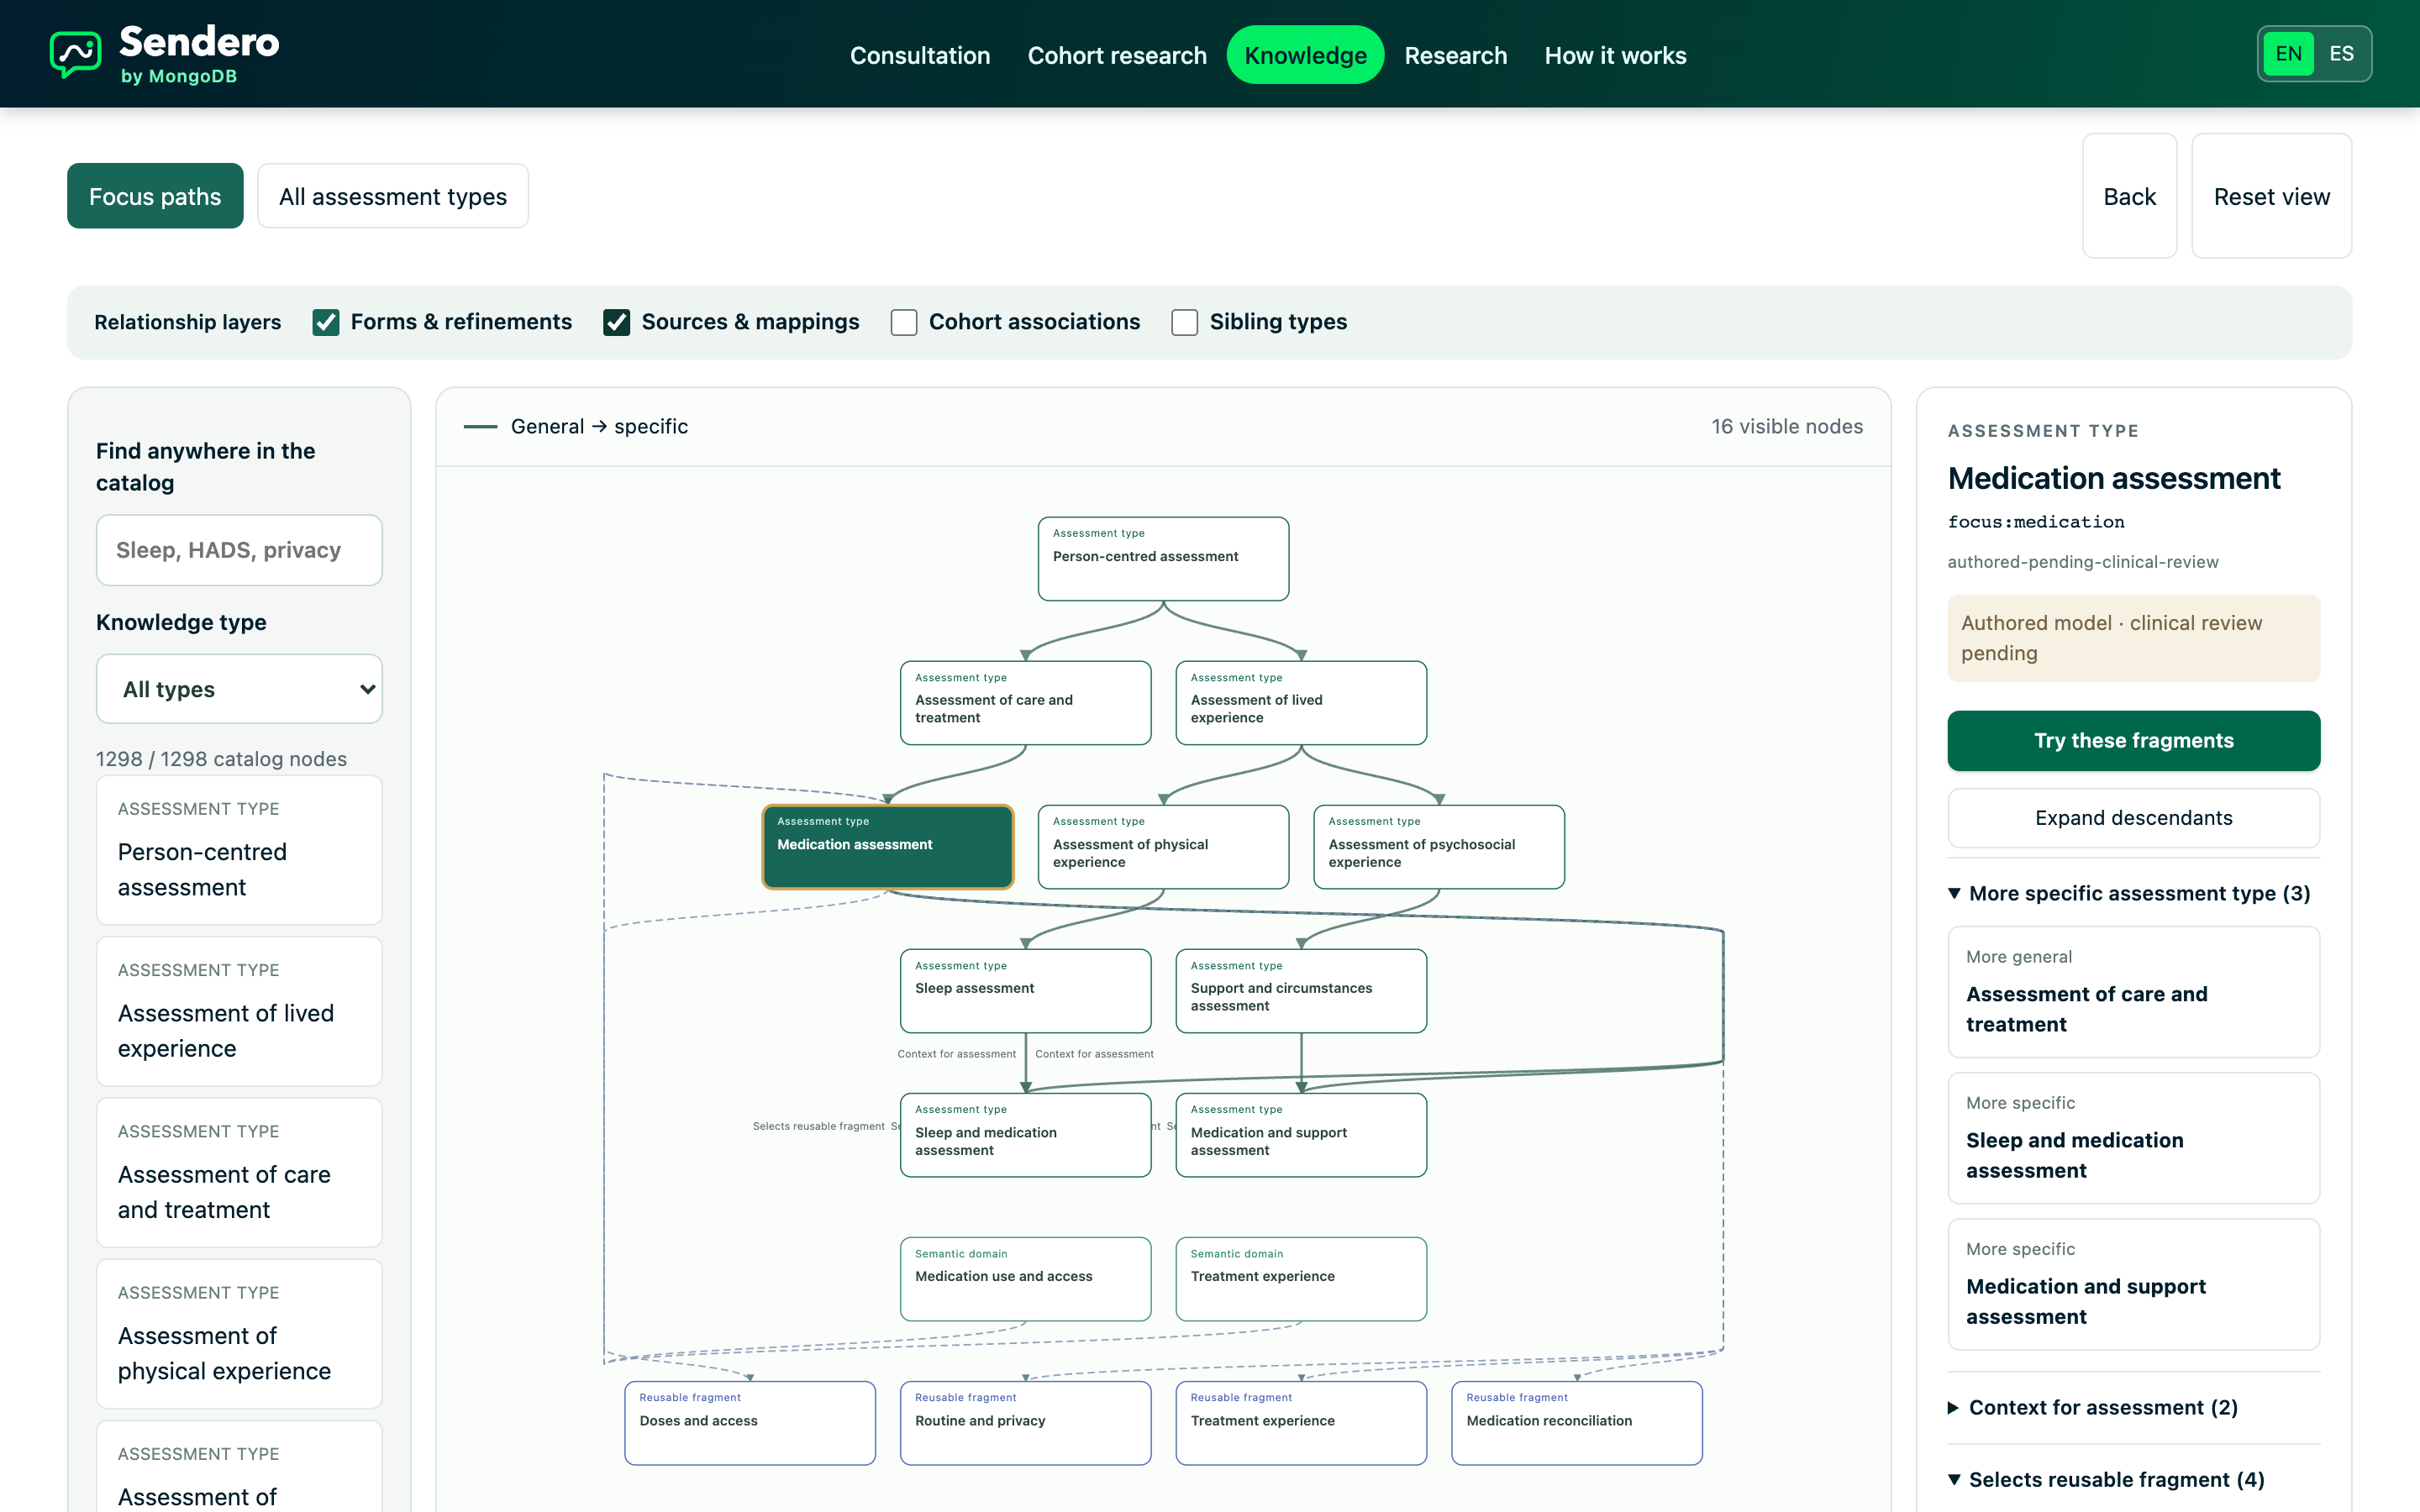 Sendero
by MongoDB
Consultation
Cohort research
Knowledge
Research
How it works
EN
ES
Focus paths
All assessment types
Back
Reset view
Relationship layers
Forms & refinements
Sources & mappings
Cohort associations
Sibling types
Find anywhere in the
catalog
Sleep, HADS, privacy
Knowledge type
All types
1298 / 1298 catalog nodes
ASSESSMENT TYPE
Person-centred
assessment
ASSESSMENT TYPE
Assessment of lived
experience
ASSESSMENT TYPE
Assessment of care
and treatment
ASSESSMENT TYPE
Assessment of
physical experience
ASSESSMENT TYPE
Assessment of
General → specific
16 visible nodes
Assessment type
Person-centred assessment
Assessment type
Assessment of care and
treatment
Assessment type
Assessment of lived
experience
Assessment type
Medication assessment
Assessment type
Assessment of physical
experience
Assessment type
Assessment of psychosocial
experience
Assessment type
Sleep assessment
Assessment type
Support and circumstances
assessment
Context for assessment
Context for assessment
Selects reusable fragment
Assessment type
Sleep and medication
assessment
Assessment type
Medication and support
assessment
Semantic domain
Medication use and access
Semantic domain
Treatment experience
Reusable fragment
Doses and access
Reusable fragment
Routine and privacy
Reusable fragment
Treatment experience
Reusable fragment
Medication reconciliation
ASSESSMENT TYPE
Medication assessment
focus:medication
authored-pending-clinical-review
Authored model · clinical review
pending
Try these fragments
Expand descendants
▼ More specific assessment type (3)
More general
Assessment of care and
treatment
More specific
Sleep and medication
assessment
More specific
Medication and support
assessment
▶ Context for assessment (2)
▼ Selects reusable fragment (4)